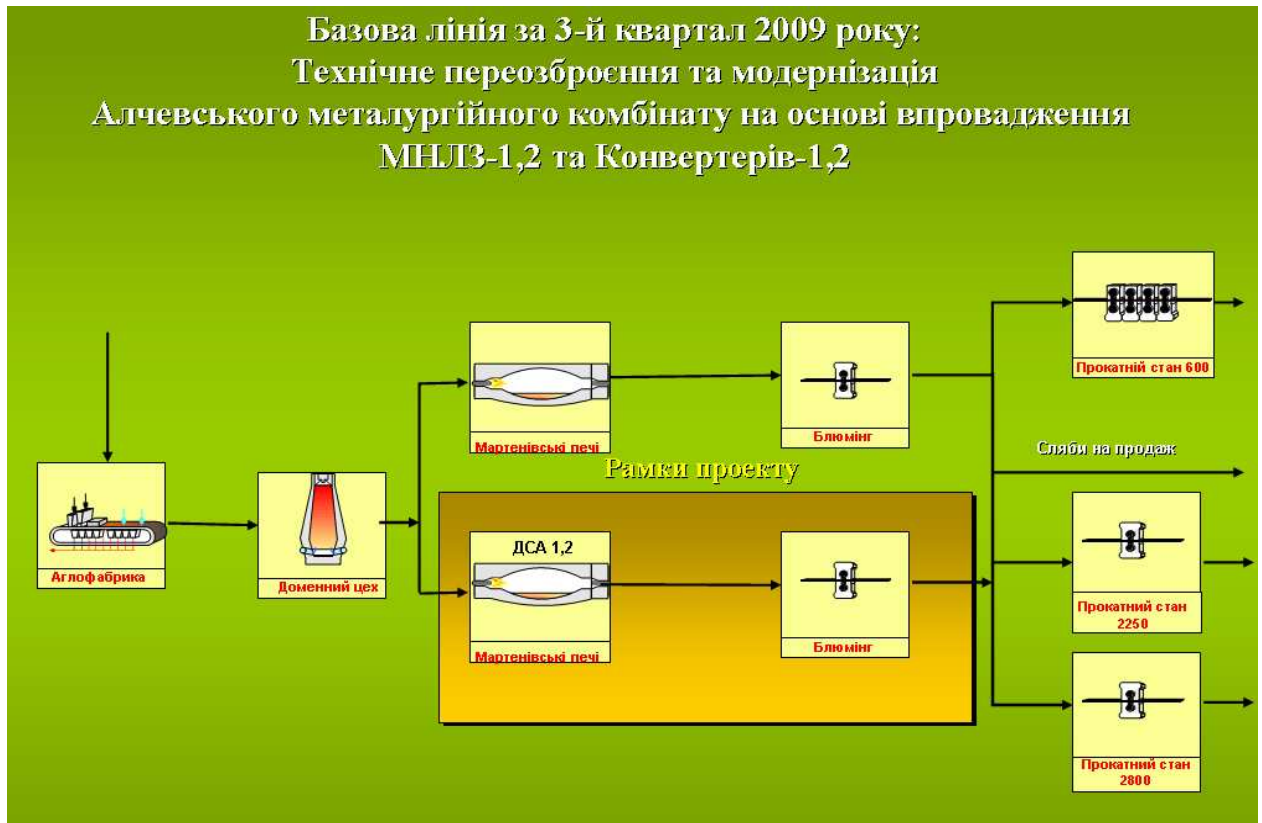 Базова лінія за 3-й квартал 2009 року:
Технічне переозброєння та модернізація
Алчевського металургійного комбінату на основі впровадження
МНЛЗ-1,2 та Конвертерів-1,2
Прокатній стан 600
Мартенівські печі
Блюмінг
Сляби на продаж
Рамки проекту
Аглофабрика
Доменний цех
ДСА 1,2
Мартенівські печі
Блюмінг
Прокатний стан
2250
Прокатний стан
2800